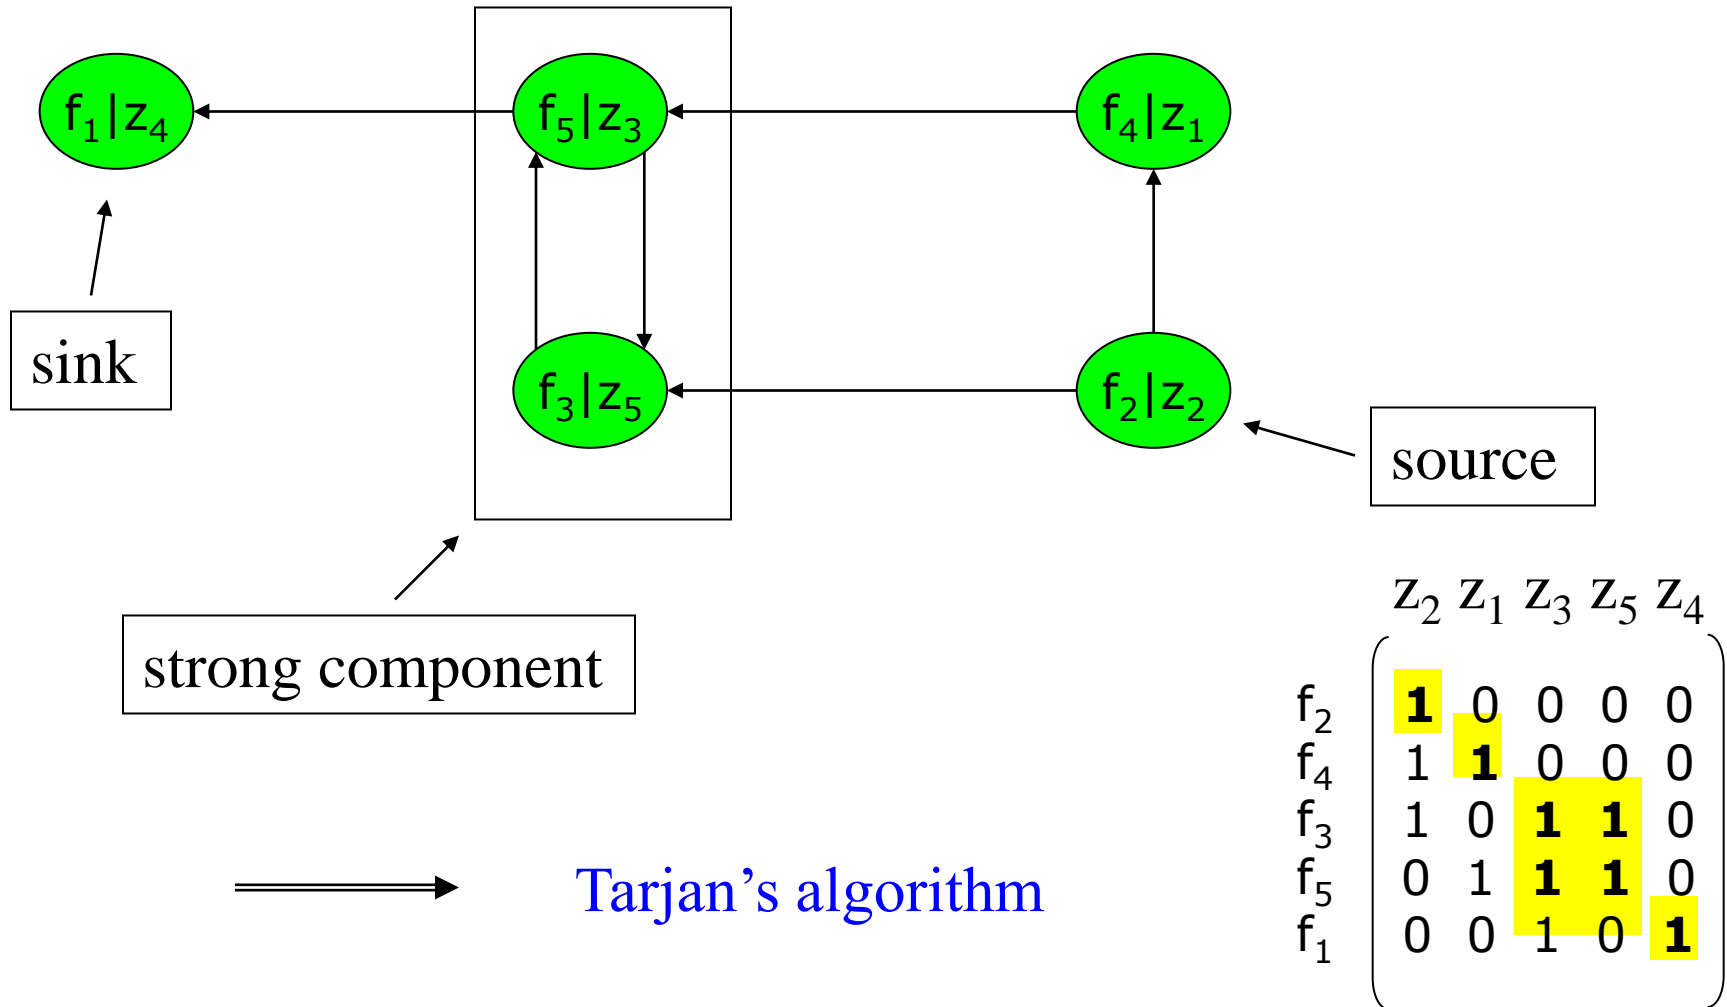 f₁|z₄ f₅|z₃ f₄|z₁
sink
f₃|z₅ f₂|z₂
source
strong component
z₂ z₁ z₃ z₅ z₄
f₂ 1 0 0 0 0
f₄ 1 1 0 0 0
f₃ 1 0 1 1 0
f₅ 0 1 1 1 0
f₁ 0 0 1 0 1
Tarjan’s algorithm